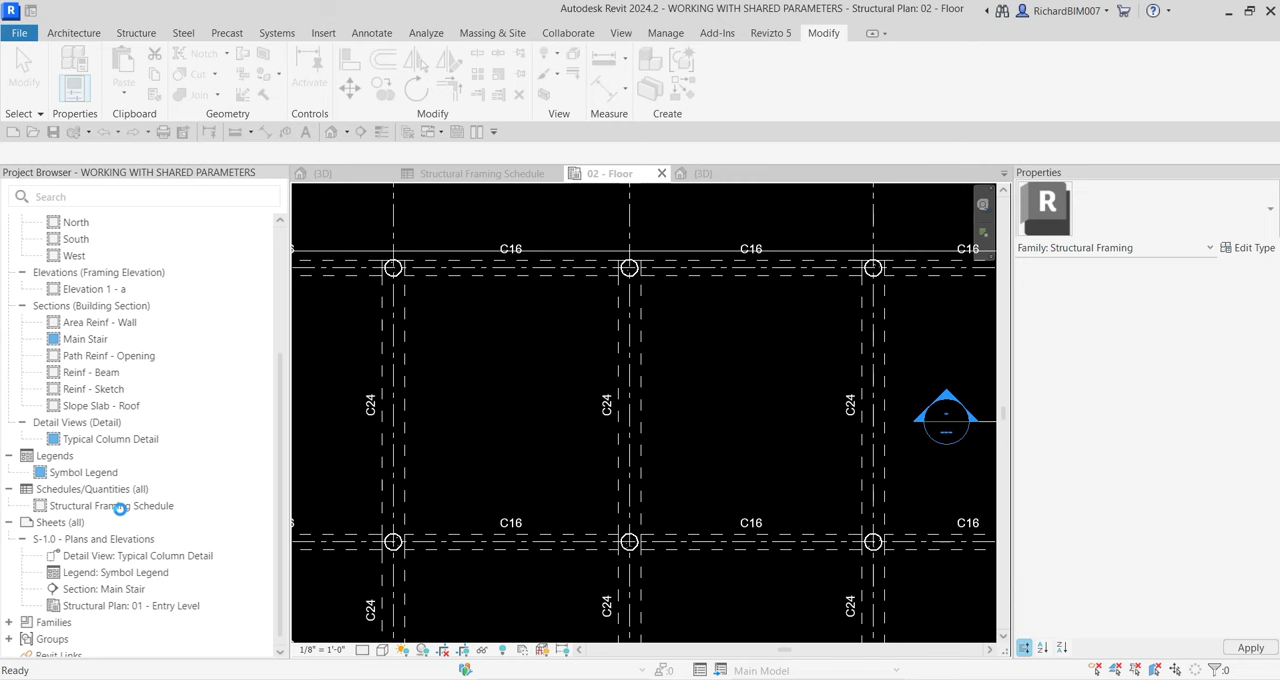 Autodesk Revit 2024.2 - WORKING WITH SHARED PARAMETERS - Structural Plan: 02 - Floor
RichardBIM007
File Architecture Structure Steel Precast Systems Insert Annotate Analyze Massing & Site Collaborate View Manage Add-Ins Revizto 5 Modify
Modify Paste Notch Cut Join Activate
Select Properties Clipboard Geometry Controls Modify View Measure Create
Project Browser - WORKING WITH SHARED PARAMETERS
(3D) Structural Framing Schedule 02 - Floor (3D)
Properties
Search
R
Family: Structural Framing Edit Type
North
South
West
Elevations (Framing Elevation)
Elevation 1 - a
Sections (Building Section)
Area Reinf - Wall
Main Stair
Path Reinf - Opening
Reinf - Beam
Reinf - Sketch
Slope Slab - Roof
Detail Views (Detail)
Typical Column Detail
Legends
Symbol Legend
Schedules/Quantities (all)
Structural Framing Schedule
Sheets (all)
S-1.0 - Plans and Elevations
Detail View: Typical Column Detail
Legend: Symbol Legend
Section: Main Stair
Structural Plan: 01 - Entry Level
Families
Groups
Revit Links
C16 C16 C16
C24 C24 C24
C16 C16 C16
C24 C24 C24
1/8" = 1'-0"
Apply
Ready
:0
Main Model
:0